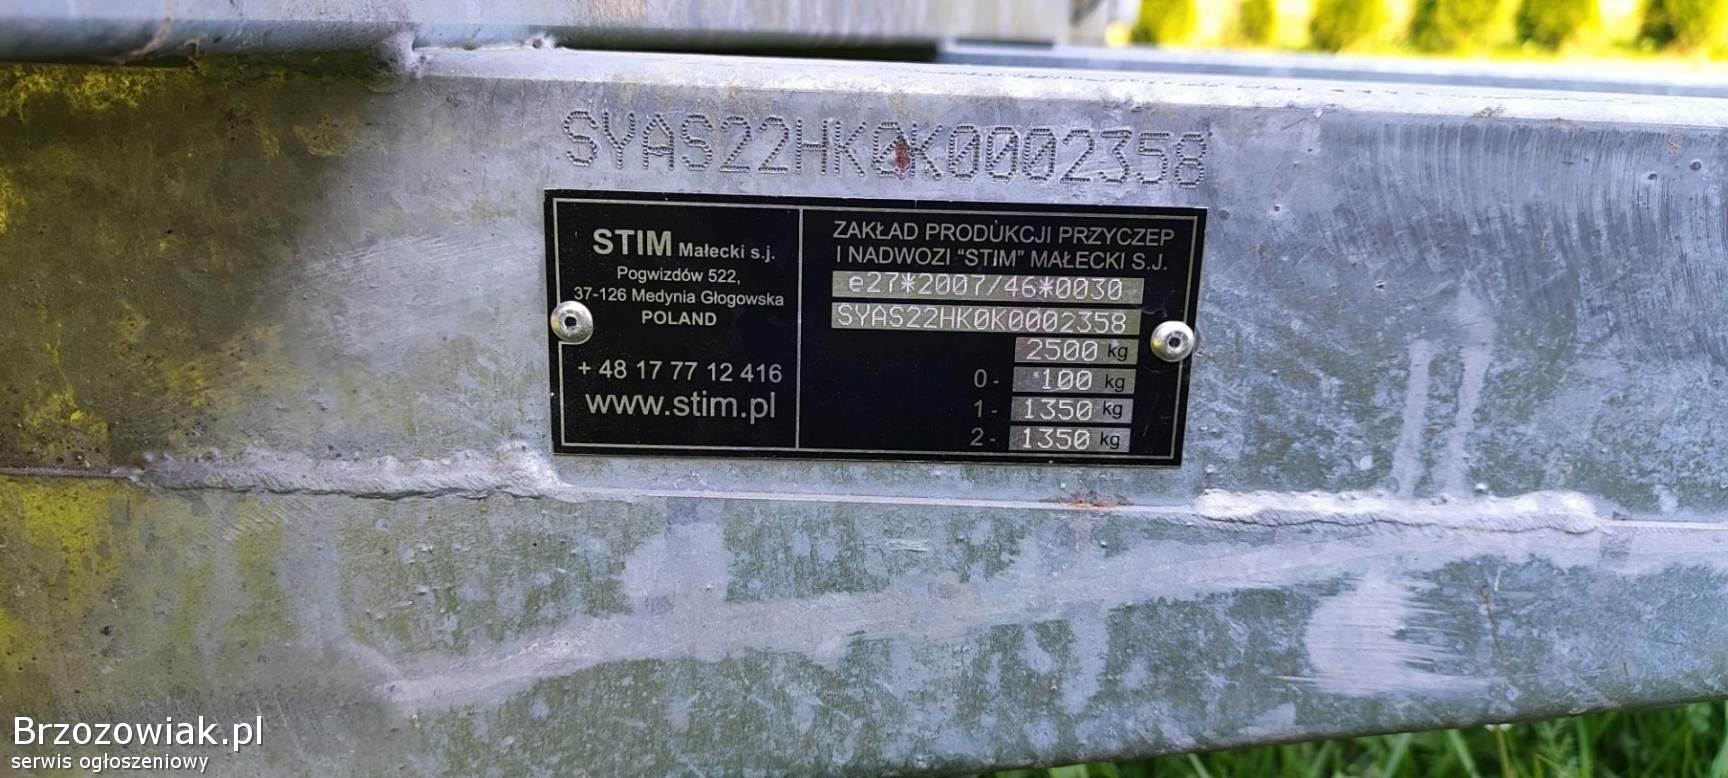 SYAS22HK0K0002358
STIM Małecki s.j.
Pogwizdów 522,
37-126 Medynia Głogowska
POLAND
+ 48 17 77 12 416
www.stim.pl
ZAKŁAD PRODUKCJI PRZYCZEP
I NADWOZI “STIM” MAŁECKI S.J.
e27*2007/46*0030
SYAS22HK0K0002358
2500 kg
0- 100 kg
1- 1350 kg
2- 1350 kg
Brzozowiak.pl
serwis ogłoszeniowy